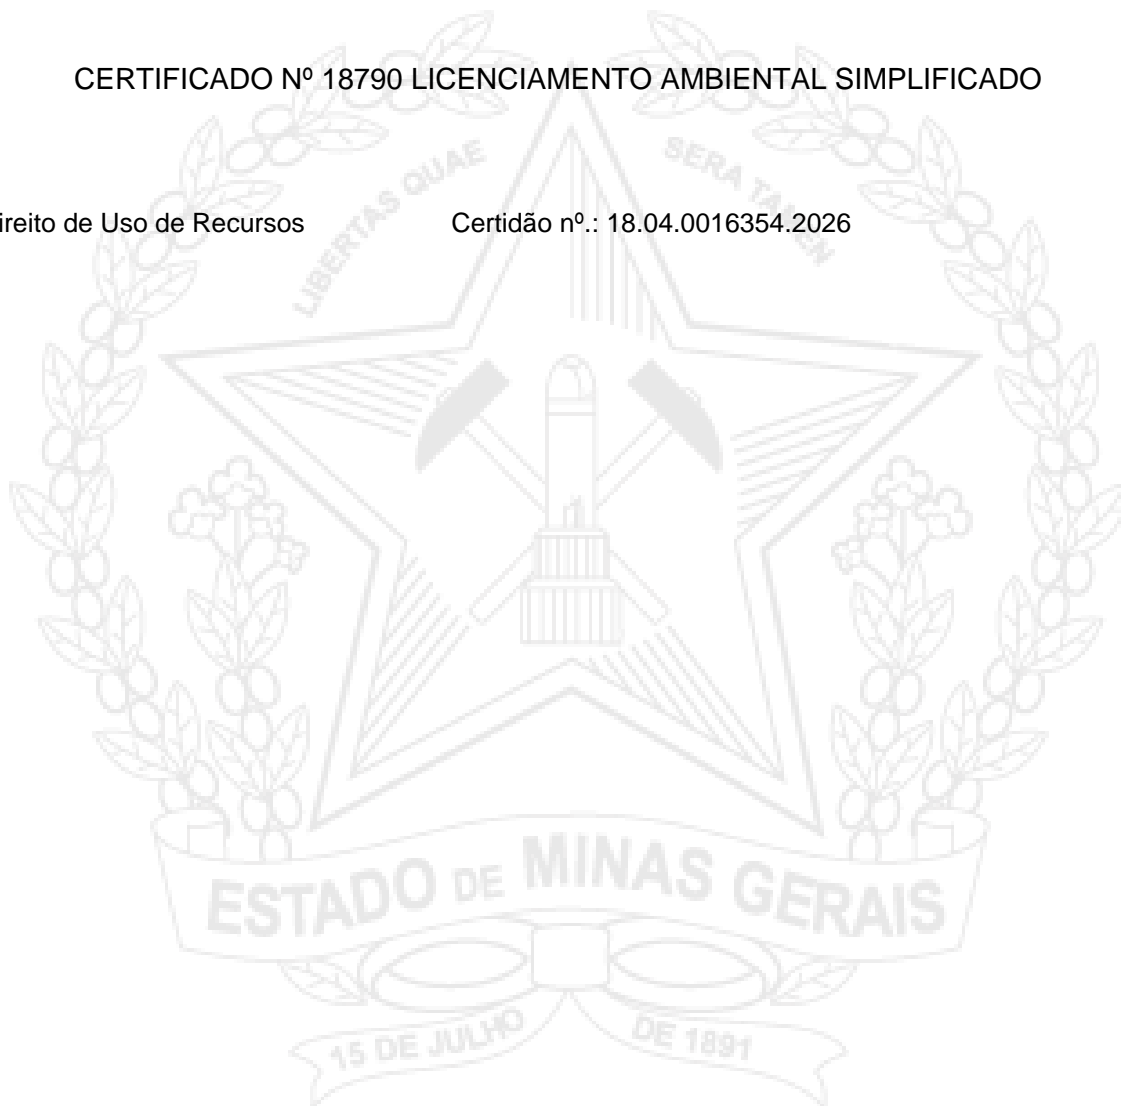 CERTIFICADO Nº 18790 LICENCIAMENTO AMBIENTAL SIMPLIFICADO
LIBERTAS QUAE SERA TAMEN
ireito de Uso de Recursos Certidão nº.: 18.04.0016354.2026
ESTADO DE MINAS GERAIS
15 DE JULHO DE 1891